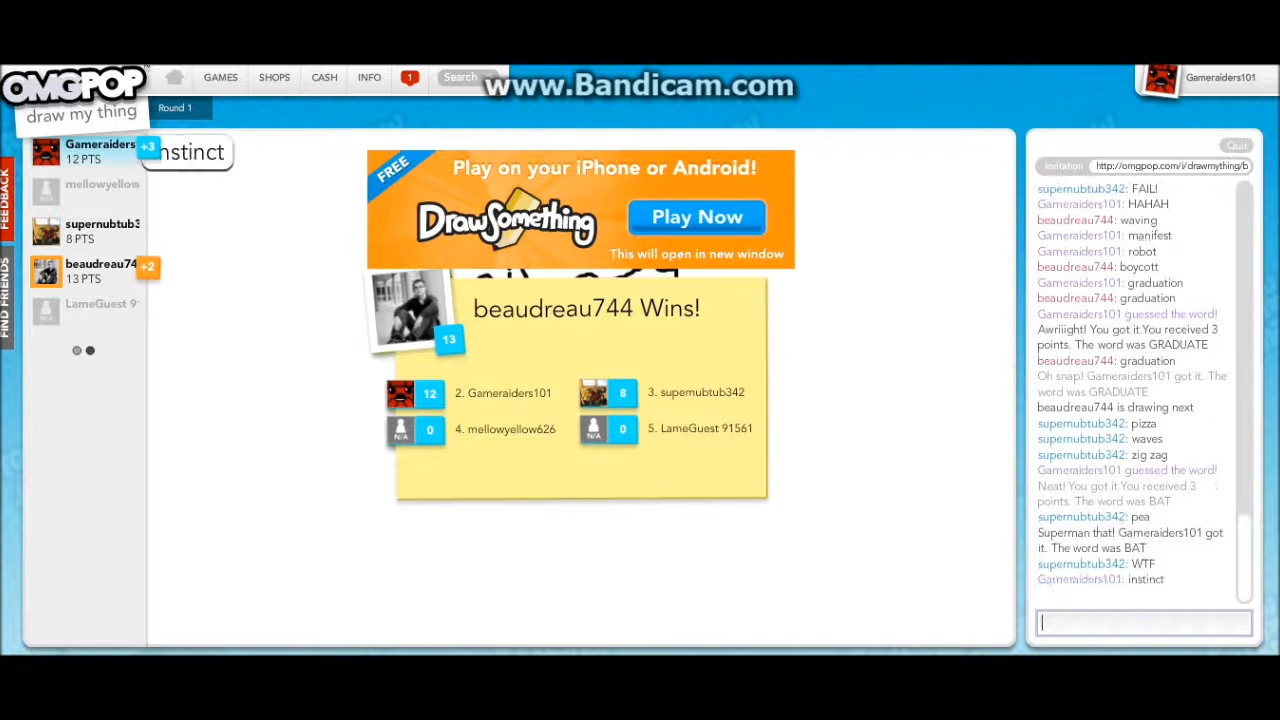 www.Bandicam.com
OMGPOP
draw my thing
GAMES
SHOPS
CASH
INFO
1
Search
Gameraiders101
Round 1
FEEDBACK
FIND FRIENDS
Gameraiders
12 PTS
+3
nstinct
mellowyellow
supernubtub3
8 PTS
beaudreau74
13 PTS
+2
LameGuest 91
FREE
Play on your iPhone or Android!
DrawSomething
Play Now
This will open in new window
beaudreau744 Wins!
13
12 2. Gameraiders101
8 3. supernubtub342
N/A 0 4. mellowyellow626
N/A 0 5. LameGuest 91561
Quit
Invitation http://omgpop.com/i/drawmything/b
supernubtub342: FAIL!
Gameraiders101: HAHAH
beaudreau744: waving
Gameraiders101: manifest
Gameraiders101: robot
beaudreau744: boycott
Gameraiders101: graduation
beaudreau744: graduation
Gameraiders101 guessed the word!
Awriiight! You got it.You received 3
points. The word was GRADUATE
beaudreau744: graduation
Oh snap! Gameraiders101 got it. The
word was GRADUATE
beaudreau744 is drawing next
supernubtub342: pizza
supernubtub342: waves
supernubtub342: zig zag
Gameraiders101 guessed the word!
Neat! You got it.You received 3
points. The word was BAT
supernubtub342: pea
Superman that! Gameraiders101 got
it. The word was BAT
supernubtub342: WTF
Gameraiders101: instinct